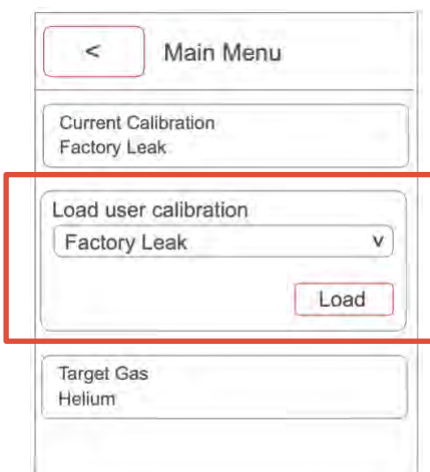 < Main Menu
Current Calibration
Factory Leak
Load user calibration
Factory Leak v
Load
Target Gas
Helium